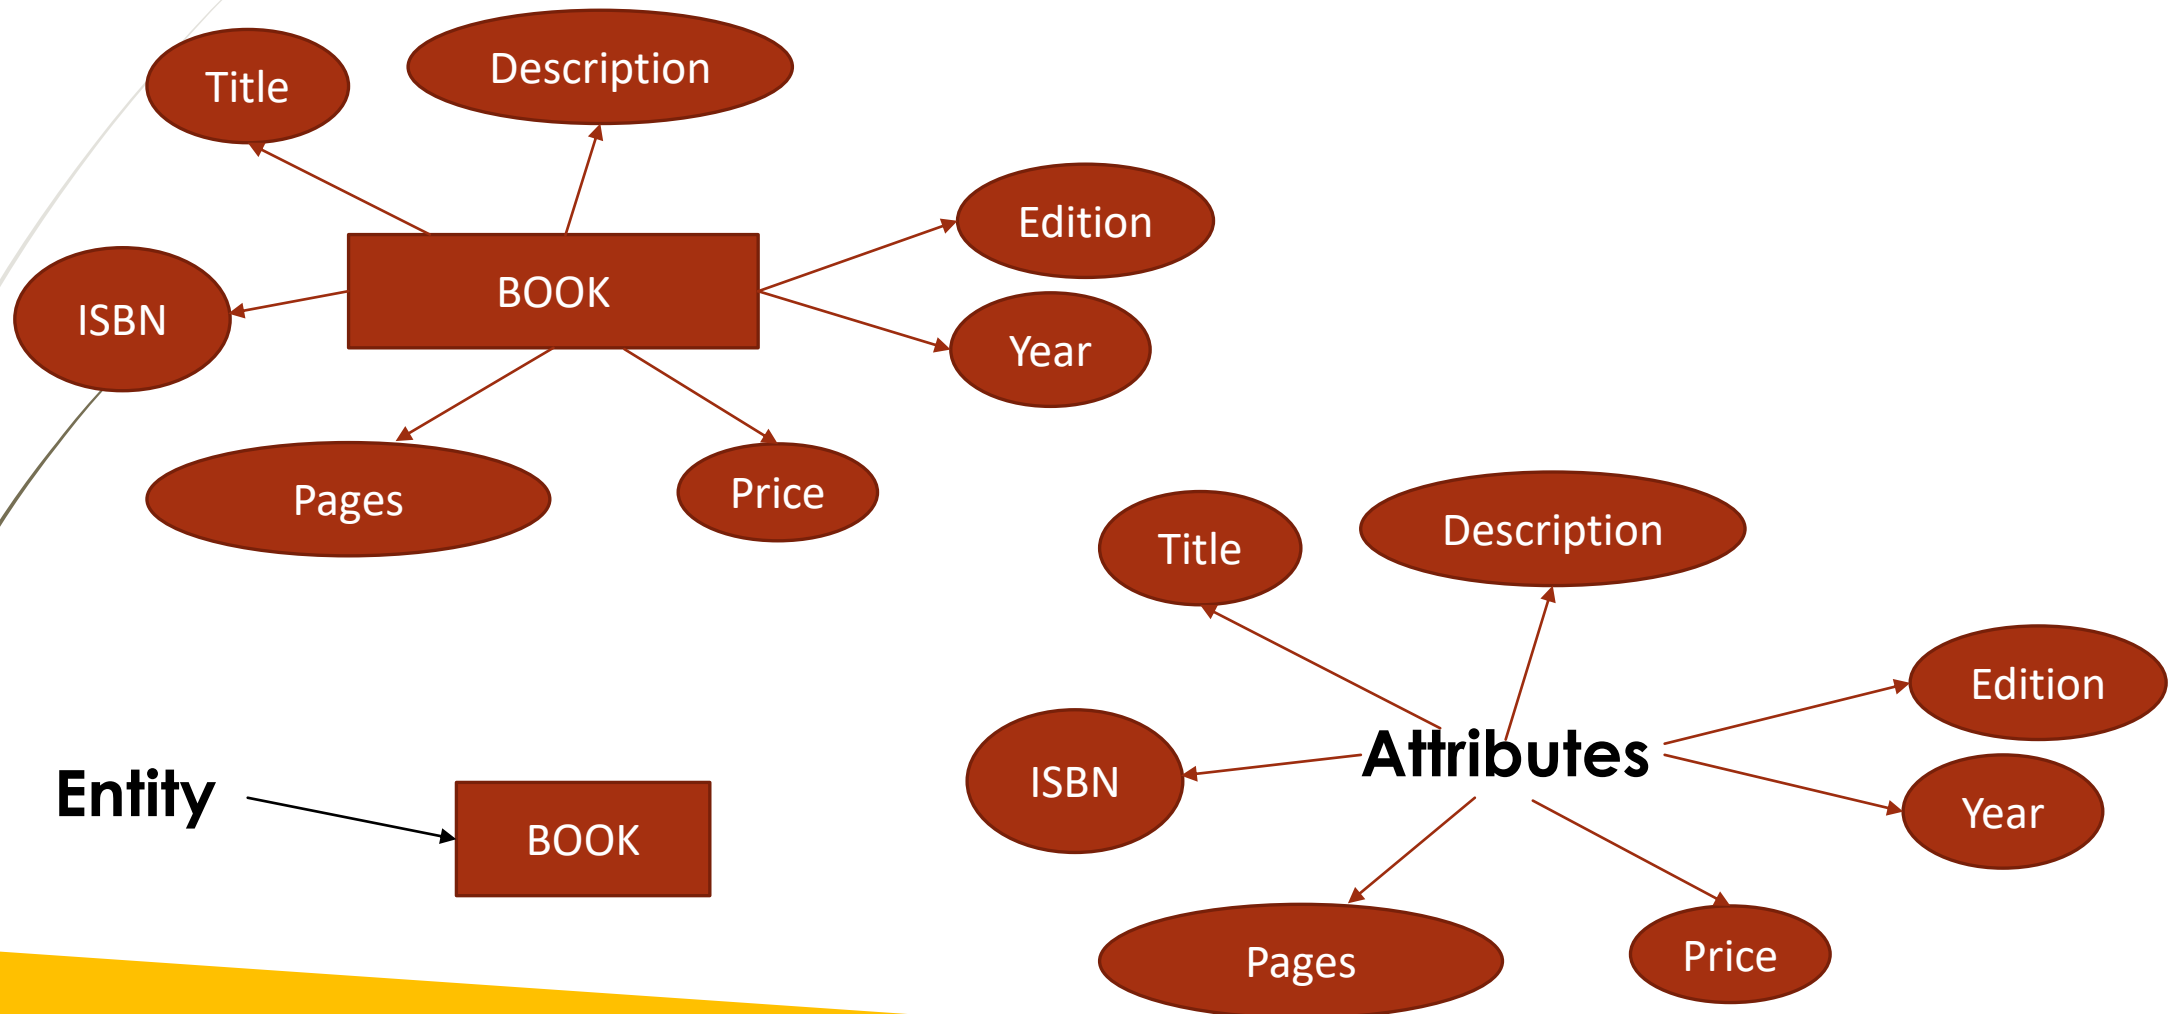 Title
Description
Edition
BOOK
ISBN
Year
Pages
Price
Title
Description
Edition
Attributes
ISBN
Year
Entity
BOOK
Pages
Price